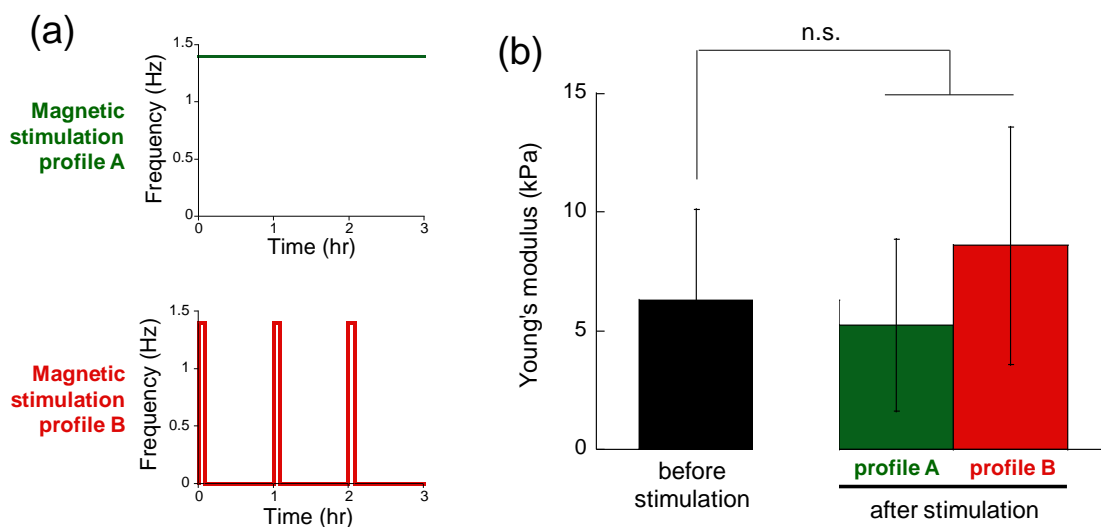 (a)
Magnetic
stimulation
profile A
Frequency (Hz)
1.5
1
0.5
0
0 1 2 3
Time (hr)
Magnetic
stimulation
profile B
Frequency (Hz)
1.5
1
0.5
0
0 1 2 3
Time (hr)
(b)
n.s.
Young's modulus (kPa)
15
10
5
0
before
stimulation
profile A profile B
after stimulation